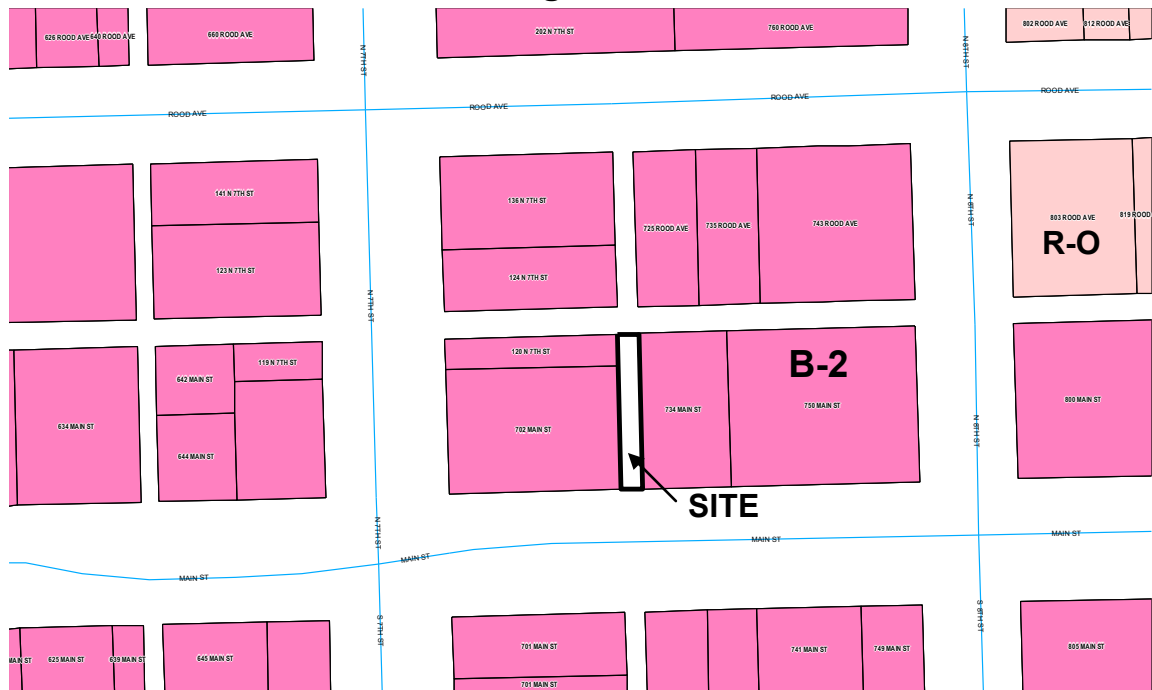 626 ROOD AVE
640 ROOD AVE
660 ROOD AVE
202 N 7TH ST
760 ROOD AVE
802 ROOD AVE
812 ROOD AVE
N 7TH ST
N 8TH ST
ROOD AVE
ROOD AVE
ROOD AVE
ROOD AVE
141 N 7TH ST
123 N 7TH ST
136 N 7TH ST
124 N 7TH ST
725 ROOD AVE
735 ROOD AVE
743 ROOD AVE
803 ROOD AVE
819 ROOD
R-O
N 8TH ST
N 7TH ST
120 N 7TH ST
119 N 7TH ST
642 MAIN ST
644 MAIN ST
634 MAIN ST
702 MAIN ST
734 MAIN ST
B-2
750 MAIN ST
800 MAIN ST
N 8TH ST
SITE
N 7TH ST
MAIN ST
MAIN ST
MAIN ST
MAIN ST
S 7TH ST
S 8TH ST
MAIN ST
625 MAIN ST
639 MAIN ST
645 MAIN ST
701 MAIN ST
701 MAIN ST
741 MAIN ST
749 MAIN ST
805 MAIN ST